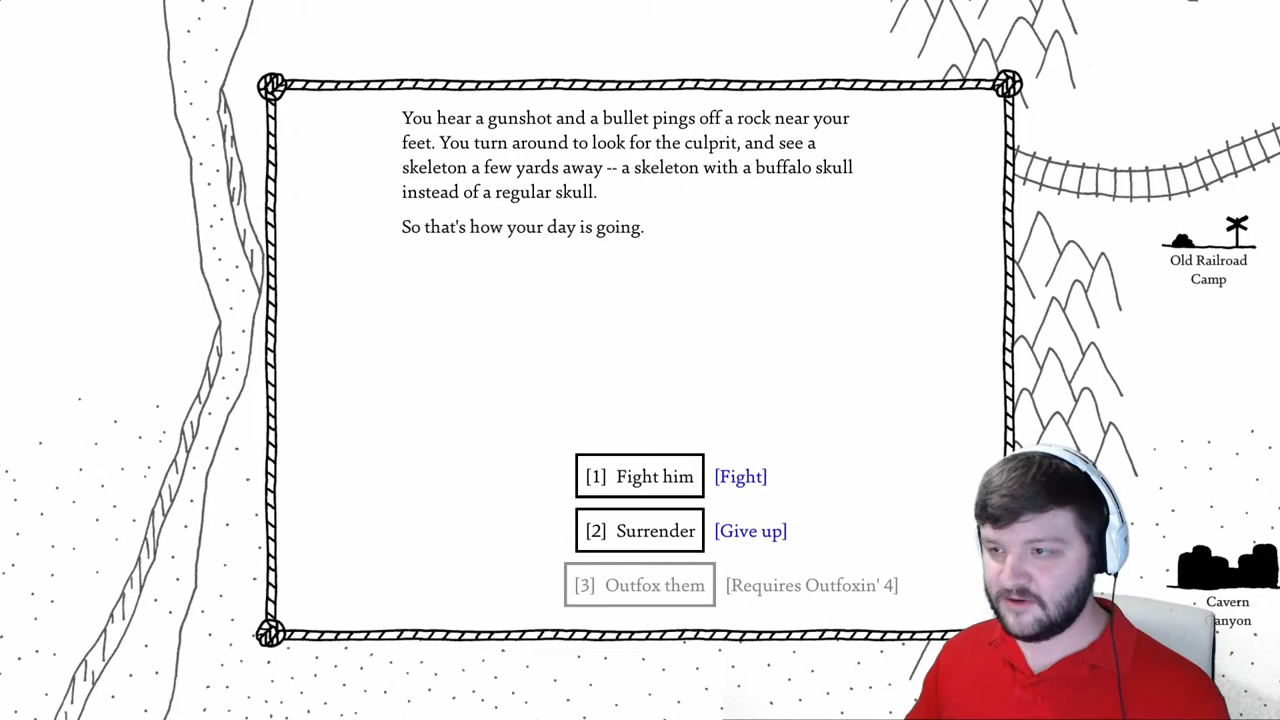 You hear a gunshot and a bullet pings off a rock near your
feet. You turn around to look for the culprit, and see a
skeleton a few yards away -- a skeleton with a buffalo skull
instead of a regular skull.
So that's how your day is going.
[1] Fight him [Fight]
[2] Surrender [Give up]
[3] Outfox them [Requires Outfoxin' 4]
Old Railroad
Camp
Cavern
Canyon